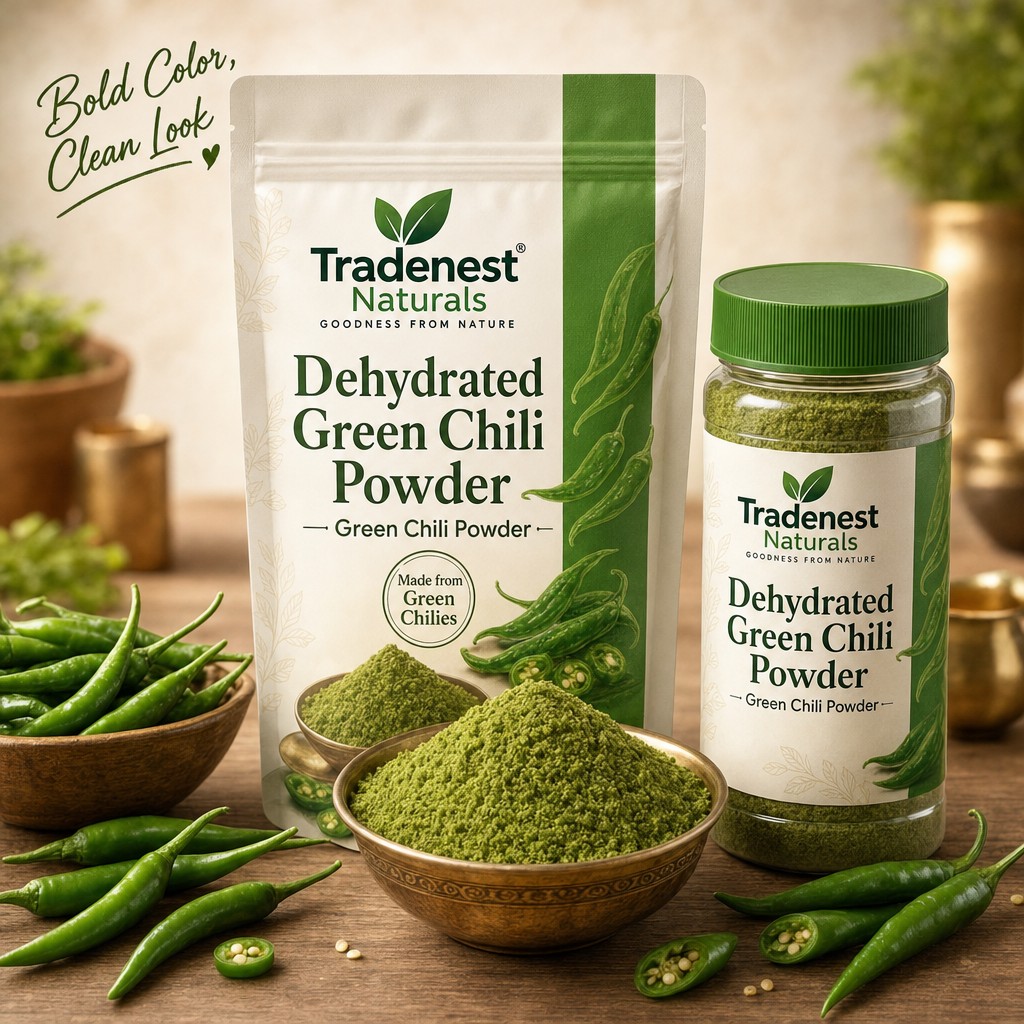 Bold Color,
Clean Look
Tradenest®
Naturals
GOODNESS FROM NATURE
Dehydrated
Green Chili
Powder
Green Chili Powder
Made from
Green
Chilies
Tradenest
Naturals
GOODNESS FROM NATURE
Dehydrated
Green Chili
Powder
Green Chili Powder